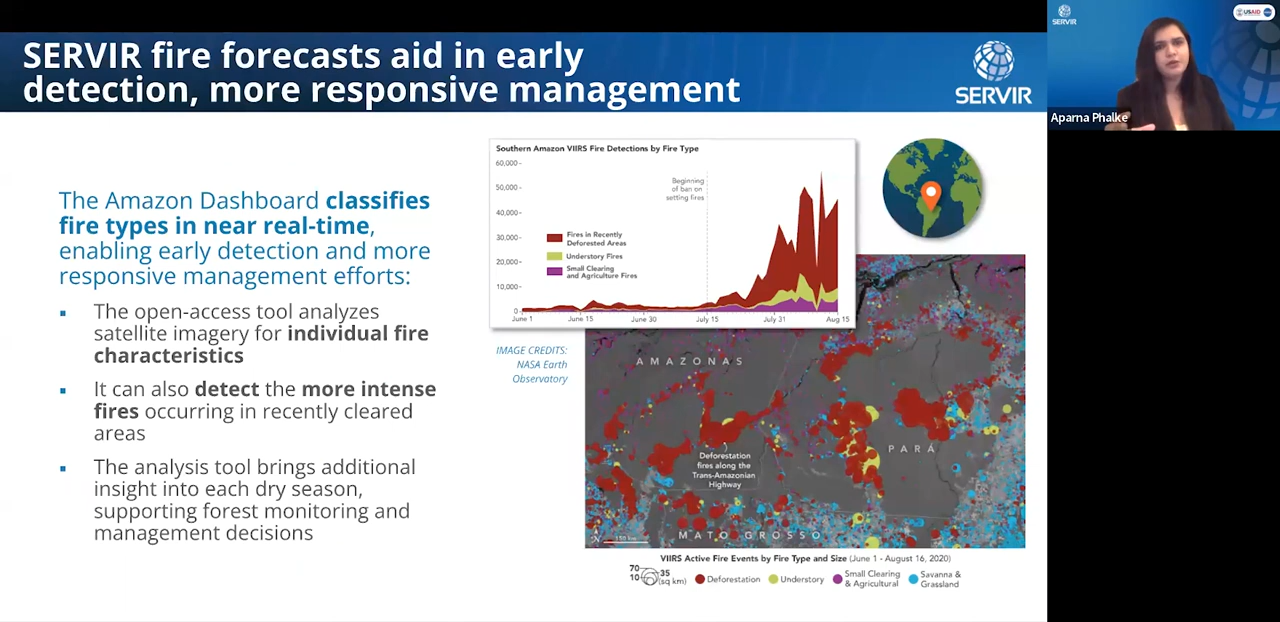 SERVIR fire forecasts aid in early
detection, more responsive management
SERVIR
The Amazon Dashboard classifies
fire types in near real-time,
enabling early detection and more
responsive management efforts:
▪ The open-access tool analyzes
satellite imagery for individual fire
characteristics
▪ It can also detect the more intense
fires occurring in recently cleared
areas
▪ The analysis tool brings additional
insight into each dry season,
supporting forest monitoring and
management decisions
Southern Amazon VIIRS Fire Detections by Fire Type
60,000
50,000
40,000
30,000
20,000
10,000
0
Beginning
of ban on
setting fires
Fires in Recently
Deforested Areas
Understory Fires
Small Clearing
and Agriculture Fires
June 1 June 15 June 30 July 15 July 31 Aug 15
IMAGE CREDITS:
NASA Earth
Observatory
AMAZONAS
PARÁ
Deforestation
fires along the
Trans-Amazonian
Highway
MATO GROSSO
N
150 km
VIIRS Active Fire Events by Fire Type and Size (June 1 - August 16, 2020)
70 35
10 (sq km)
Deforestation
Understory
Small Clearing
& Agricultural
Savanna &
Grassland
SERVIR
USAID
Aparna Phalke